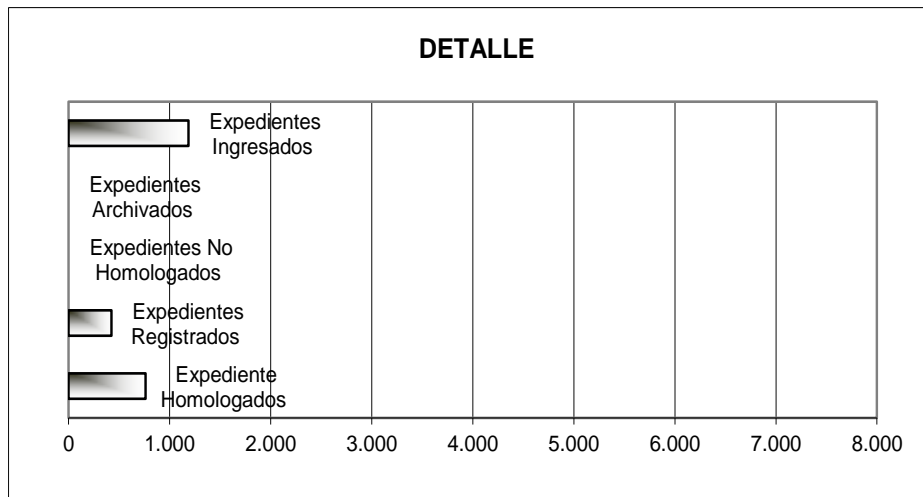 DETALLE
Expedientes
Ingresados
Expedientes
Archivados
Expedientes No
Homologados
Expedientes
Registrados
Expediente
Homologados
0 1.000 2.000 3.000 4.000 5.000 6.000 7.000 8.000